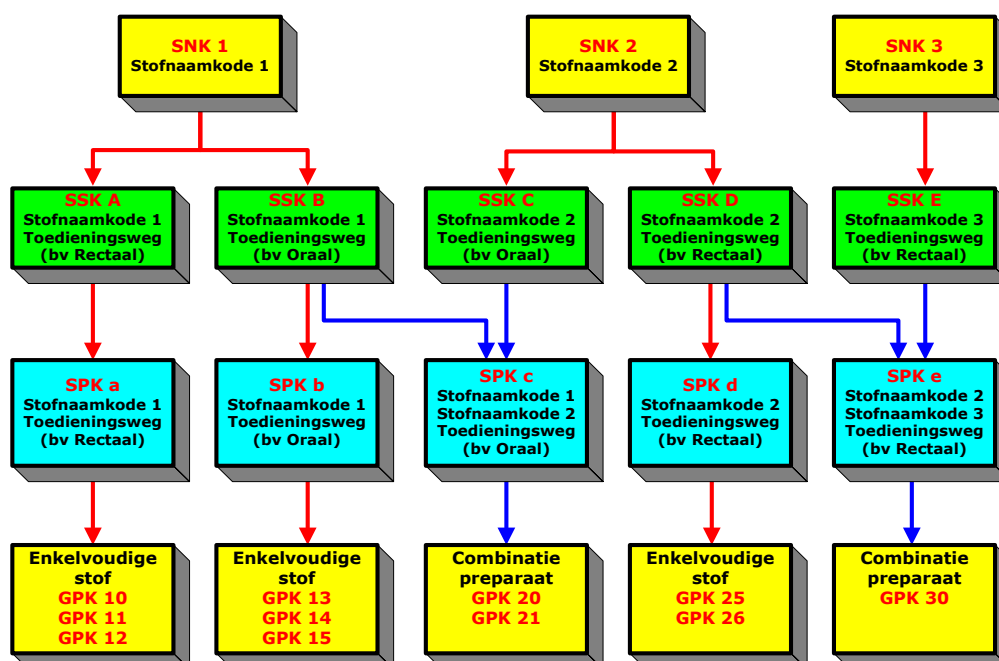 SNK 1
Stofnaamkode 1
SNK 2
Stofnaamkode 2
SNK 3
Stofnaamkode 3
SSK A
Stofnaamkode 1
Toedieningsweg
(bv Rectaal)
SSK B
Stofnaamkode 1
Toedieningsweg
(bv Oraal)
SSK C
Stofnaamkode 2
Toedieningsweg
(bv Oraal)
SSK D
Stofnaamkode 2
Toedieningsweg
(bv Rectaal)
SSK E
Stofnaamkode 3
Toedieningsweg
(bv Rectaal)
SPK a
Stofnaamkode 1
Toedieningsweg
(bv Rectaal)
SPK b
Stofnaamkode 1
Toedieningsweg
(bv Oraal)
SPK c
Stofnaamkode 1
Stofnaamkode 2
Toedieningsweg
(bv Oraal)
SPK d
Stofnaamkode 2
Toedieningsweg
(bv Rectaal)
SPK e
Stofnaamkode 2
Stofnaamkode 3
Toedieningsweg
(bv Rectaal)
Enkelvoudige
stof
GPK 10
GPK 11
GPK 12
Enkelvoudige
stof
GPK 13
GPK 14
GPK 15
Combinatie
preparaat
GPK 20
GPK 21
Enkelvoudige
stof
GPK 25
GPK 26
Combinatie
preparaat
GPK 30